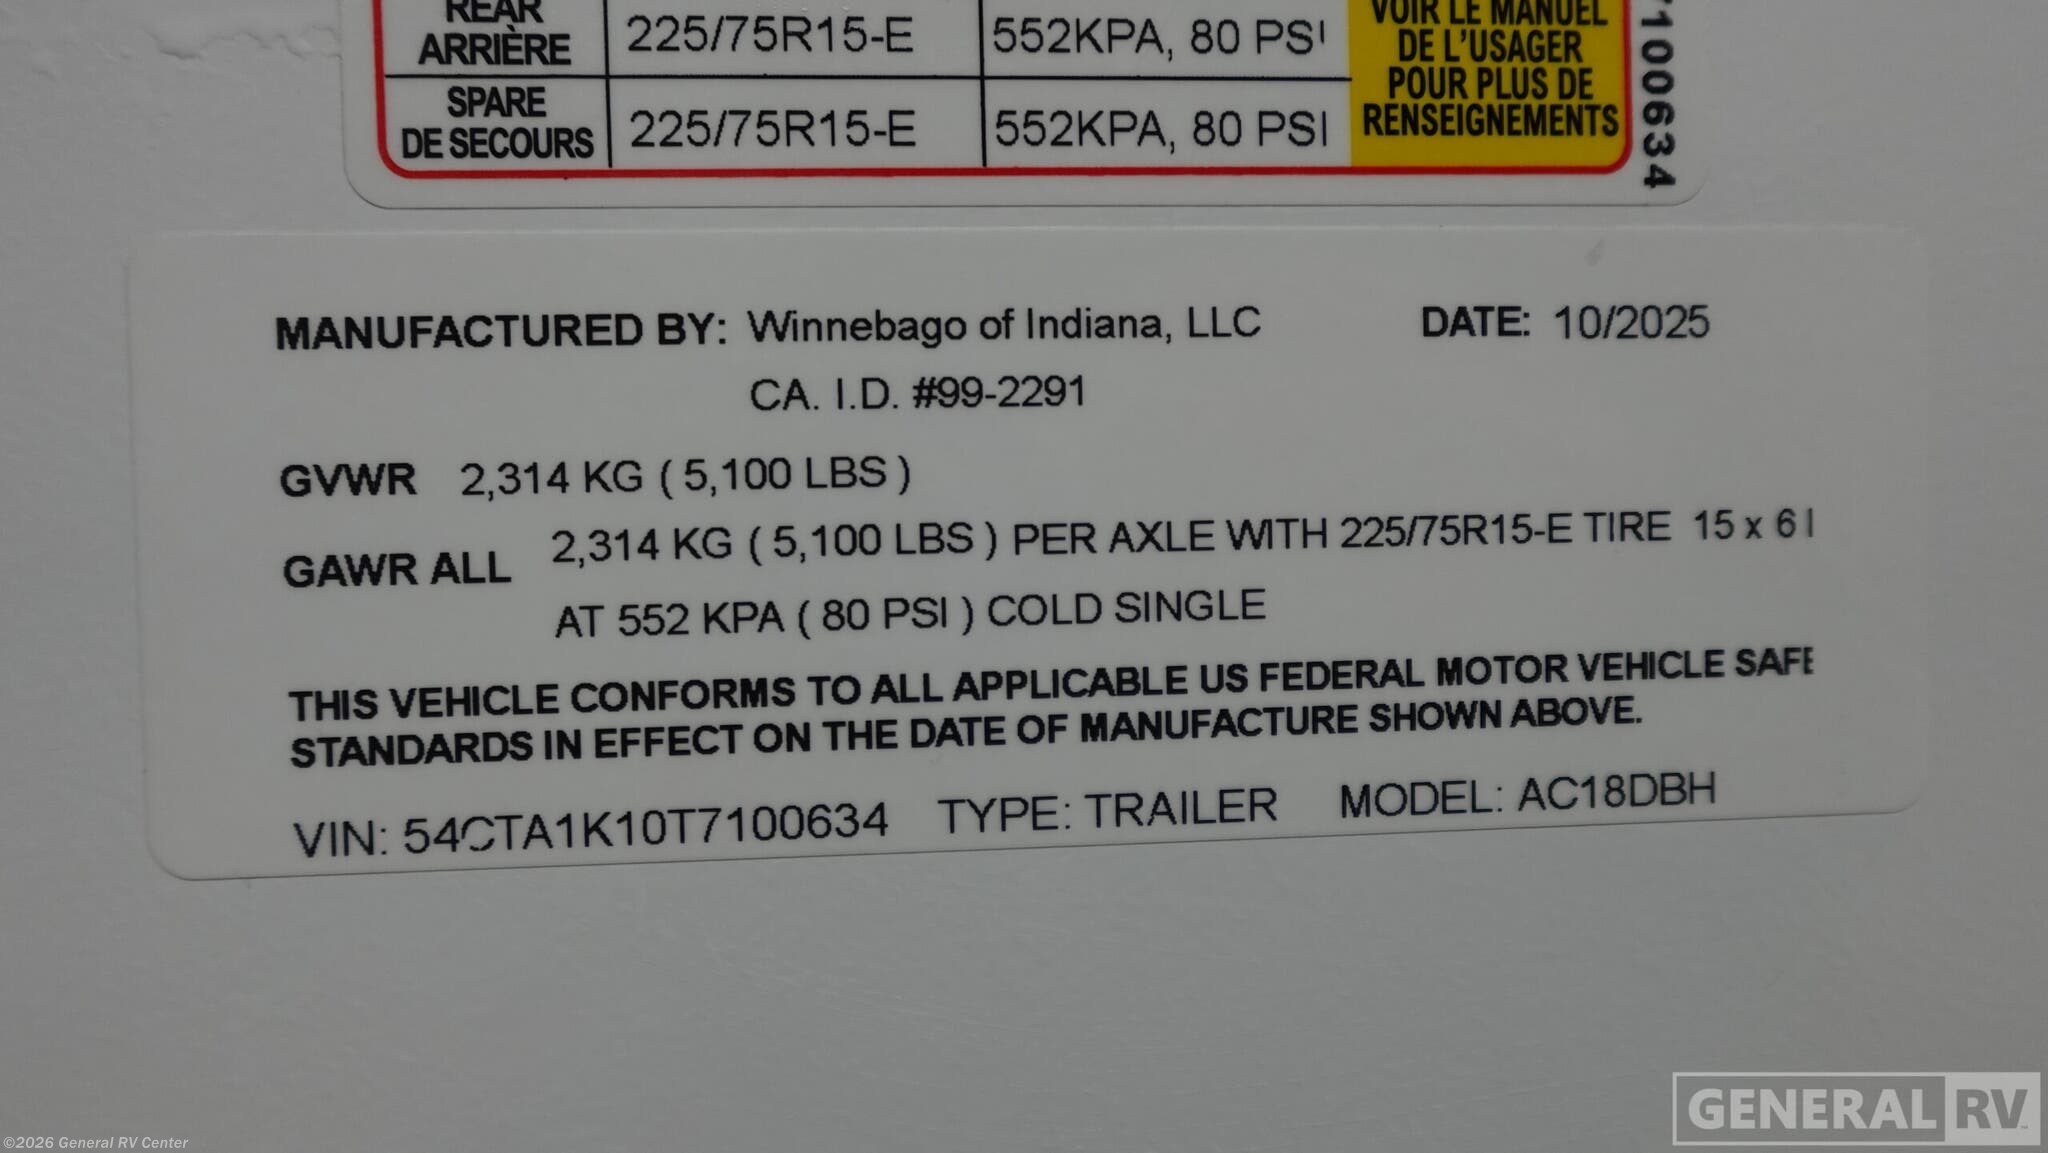 REAR
ARRIÈRE 225/75R15-E 552KPA, 80 PSI
SPARE
DE SECOURS 225/75R15-E 552KPA, 80 PSI
VOIR LE MANUEL
DE L'USAGER
POUR PLUS DE
RENSEIGNEMENTS
7100634
MANUFACTURED BY: Winnebago of Indiana, LLC DATE: 10/2025
CA. I.D. #99-2291
GVWR 2,314 KG ( 5,100 LBS )
GAWR ALL 2,314 KG ( 5,100 LBS ) PER AXLE WITH 225/75R15-E TIRE 15 x 6 I
AT 552 KPA ( 80 PSI ) COLD SINGLE
THIS VEHICLE CONFORMS TO ALL APPLICABLE US FEDERAL MOTOR VEHICLE SAFE
STANDARDS IN EFFECT ON THE DATE OF MANUFACTURE SHOWN ABOVE.
VIN: 54CTA1K10T7100634 TYPE: TRAILER MODEL: AC18DBH
GENERAL RV
©2026 General RV Center